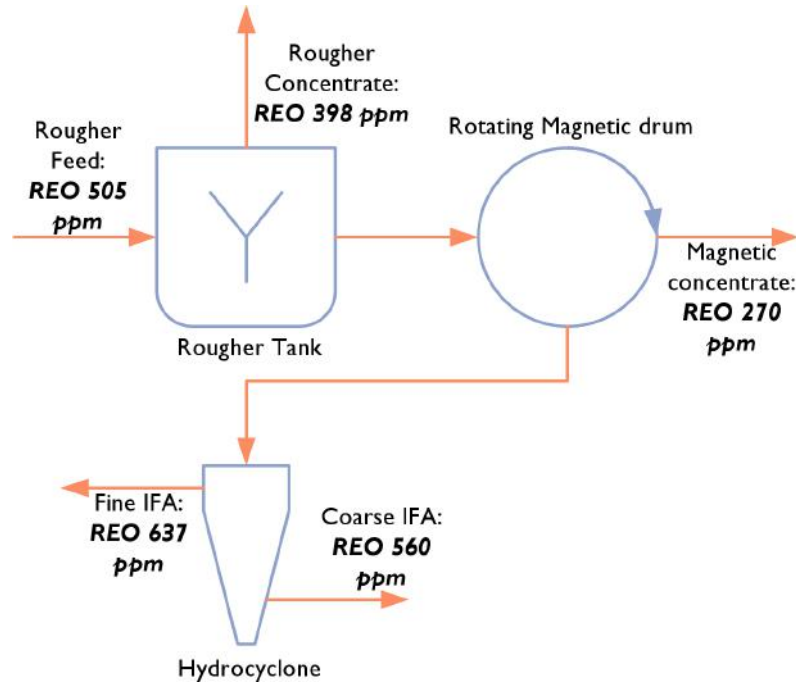 Rougher
Concentrate:
REO 398 ppm
Rotating Magnetic drum
Rougher
Feed:
REO 505
ppm
Magnetic
concentrate:
REO 270
ppm
Rougher Tank
Fine IFA:
REO 637
ppm
Coarse IFA:
REO 560
ppm
Hydrocyclone